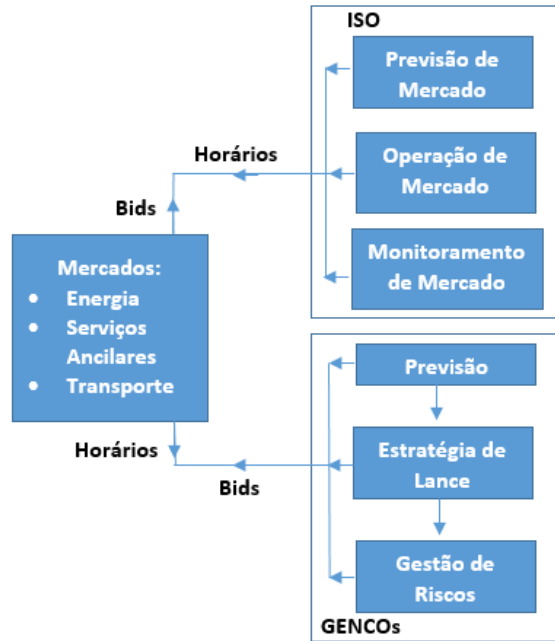 ISO
Previsão de
Mercado
Horários
Operação de
Mercado
Bids
Monitoramento
de Mercado
Mercados:
• Energia
• Serviços
Ancilares
• Transporte
Previsão
Horários
Bids
Estratégia de
Lance
Gestão de
Riscos
GENCOs